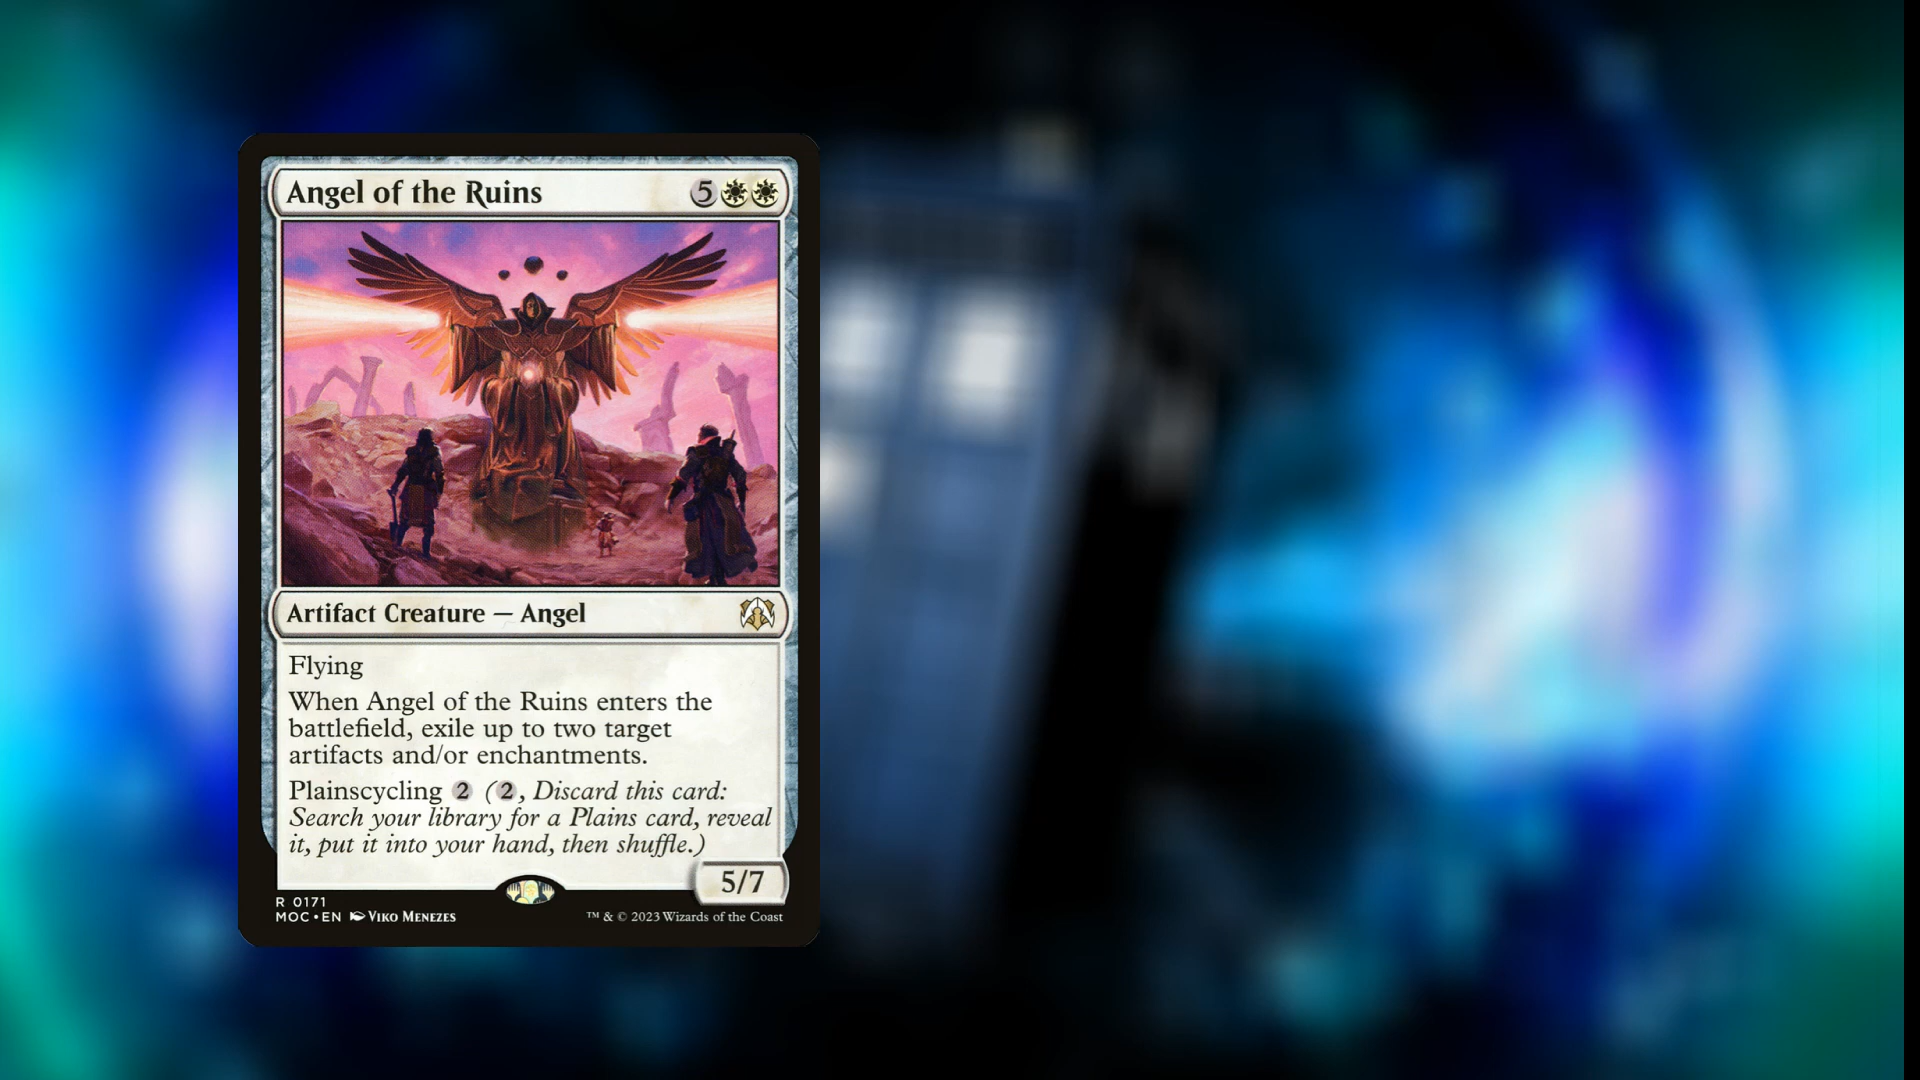 Angel of the Ruins 5
Artifact Creature — Angel
Flying
When Angel of the Ruins enters the
battlefield, exile up to two target
artifacts and/or enchantments.
Plainscycling 2 (2, Discard this card:
Search your library for a Plains card, reveal
it, put it into your hand, then shuffle.)
5/7
R 0171
MOC • EN VIKO MENEZES
™ & © 2023 Wizards of the Coast